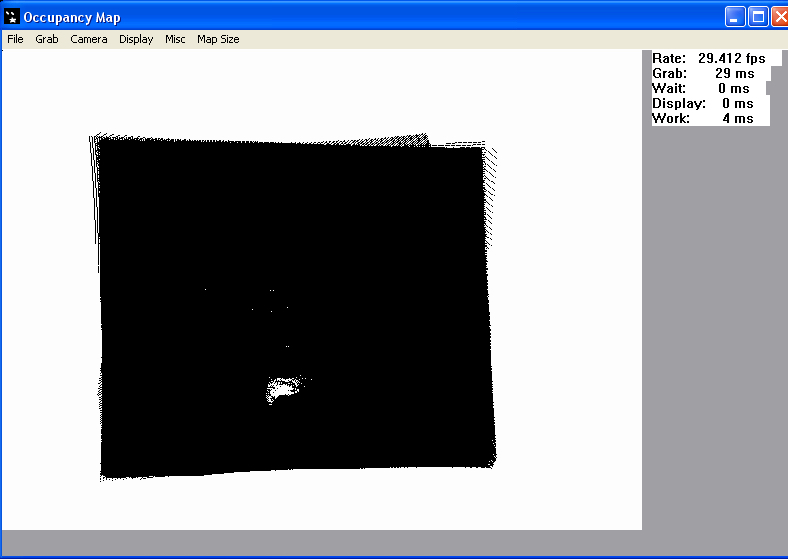 Occupancy Map
File Grab Camera Display Misc Map Size
Rate: 29.412 fps
Grab: 29 ms
Wait: 0 ms
Display: 0 ms
Work: 4 ms